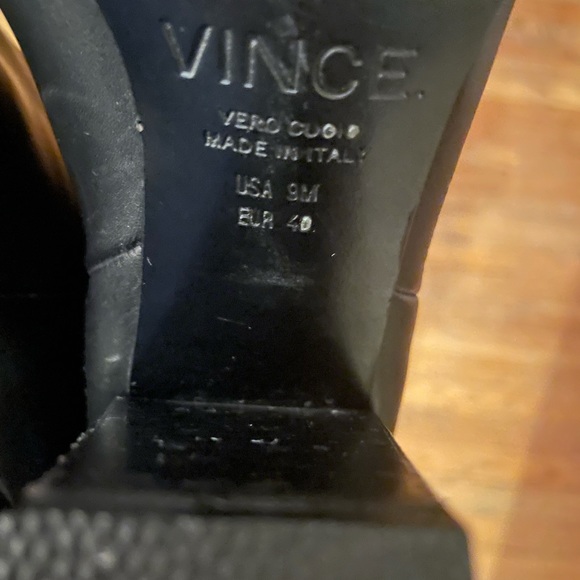 VINCE.
VERO CUOIO
MADE IN ITALY
USA 9M
EUR 40